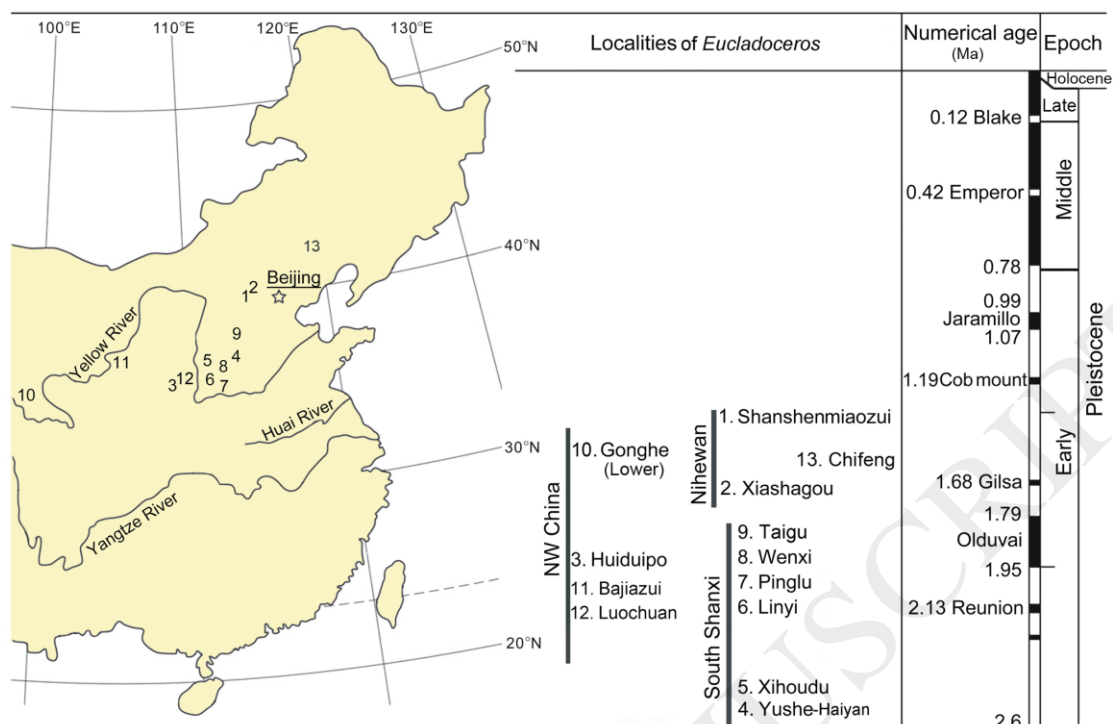 100°E
110°E
120°E
130°E
50°N
40°N
30°N
20°N
13
Beijing
1
2
9
Yellow River
11
5
4
8
3
12
6
7
10
Huai River
Yangtze River
Localities of Eucladoceros
Numerical age
(Ma)
Epoch
1. Shanshenmiaozui
10. Gonghe
(Lower)
13. Chifeng
2. Xiashagou
Nihewan
NW China
9. Taigu
3. Huiduipo
8. Wenxi
11. Bajiazui
7. Pinglu
12. Luochuan
6. Linyi
South Shanxi
5. Xihoudu
4. Yushe-Haiyan
0.12 Blake
0.42 Emperor
0.78
0.99
Jaramillo
1.07
1.19 Cob mount
1.68 Gilsa
1.79
Olduvai
1.95
2.13 Reunion
2.6
Holocene
Late
Middle
Early
Pleistocene
USCRIP